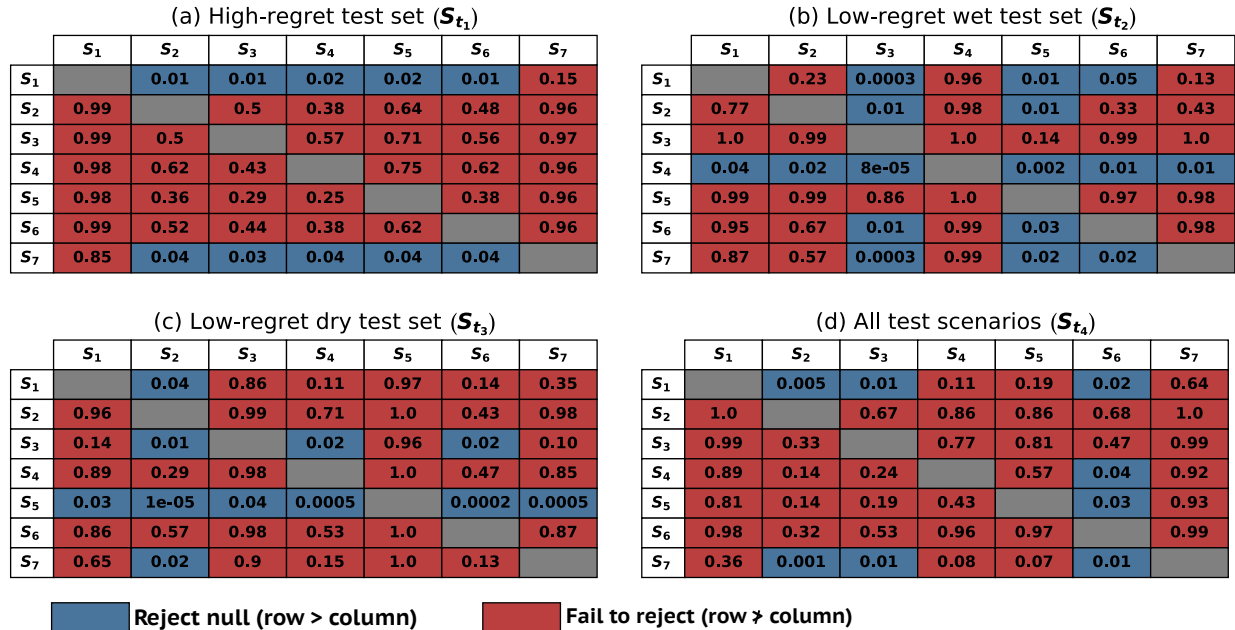 (a) High-regret test set (S_t₁)
S₁ S₂ S₃ S₄ S₅ S₆ S₇
S₁ 0.01 0.01 0.02 0.02 0.01 0.15
S₂ 0.99 0.5 0.38 0.64 0.48 0.96
S₃ 0.99 0.5 0.57 0.71 0.56 0.97
S₄ 0.98 0.62 0.43 0.75 0.62 0.96
S₅ 0.98 0.36 0.29 0.25 0.38 0.96
S₆ 0.99 0.52 0.44 0.38 0.62 0.96
S₇ 0.85 0.04 0.03 0.04 0.04 0.04
(b) Low-regret wet test set (S_t₂)
S₁ S₂ S₃ S₄ S₅ S₆ S₇
S₁ 0.23 0.0003 0.96 0.01 0.05 0.13
S₂ 0.77 0.01 0.98 0.01 0.33 0.43
S₃ 1.0 0.99 1.0 0.14 0.99 1.0
S₄ 0.04 0.02 8e-05 0.002 0.01 0.01
S₅ 0.99 0.99 0.86 1.0 0.97 0.98
S₆ 0.95 0.67 0.01 0.99 0.03 0.98
S₇ 0.87 0.57 0.0003 0.99 0.02 0.02
(c) Low-regret dry test set (S_t₃)
S₁ S₂ S₃ S₄ S₅ S₆ S₇
S₁ 0.04 0.86 0.11 0.97 0.14 0.35
S₂ 0.96 0.99 0.71 1.0 0.43 0.98
S₃ 0.14 0.01 0.02 0.96 0.02 0.10
S₄ 0.89 0.29 0.98 1.0 0.47 0.85
S₅ 0.03 1e-05 0.04 0.0005 0.0002 0.0005
S₆ 0.86 0.57 0.98 0.53 1.0 0.87
S₇ 0.65 0.02 0.9 0.15 1.0 0.13
(d) All test scenarios (S_t₄)
S₁ S₂ S₃ S₄ S₅ S₆ S₇
S₁ 0.005 0.01 0.11 0.19 0.02 0.64
S₂ 1.0 0.67 0.86 0.86 0.68 1.0
S₃ 0.99 0.33 0.77 0.81 0.47 0.99
S₄ 0.89 0.14 0.24 0.57 0.04 0.92
S₅ 0.81 0.14 0.19 0.43 0.03 0.93
S₆ 0.98 0.32 0.53 0.96 0.97 0.99
S₇ 0.36 0.001 0.01 0.08 0.07 0.01
Reject null (row > column)
Fail to reject (row ≯ column)